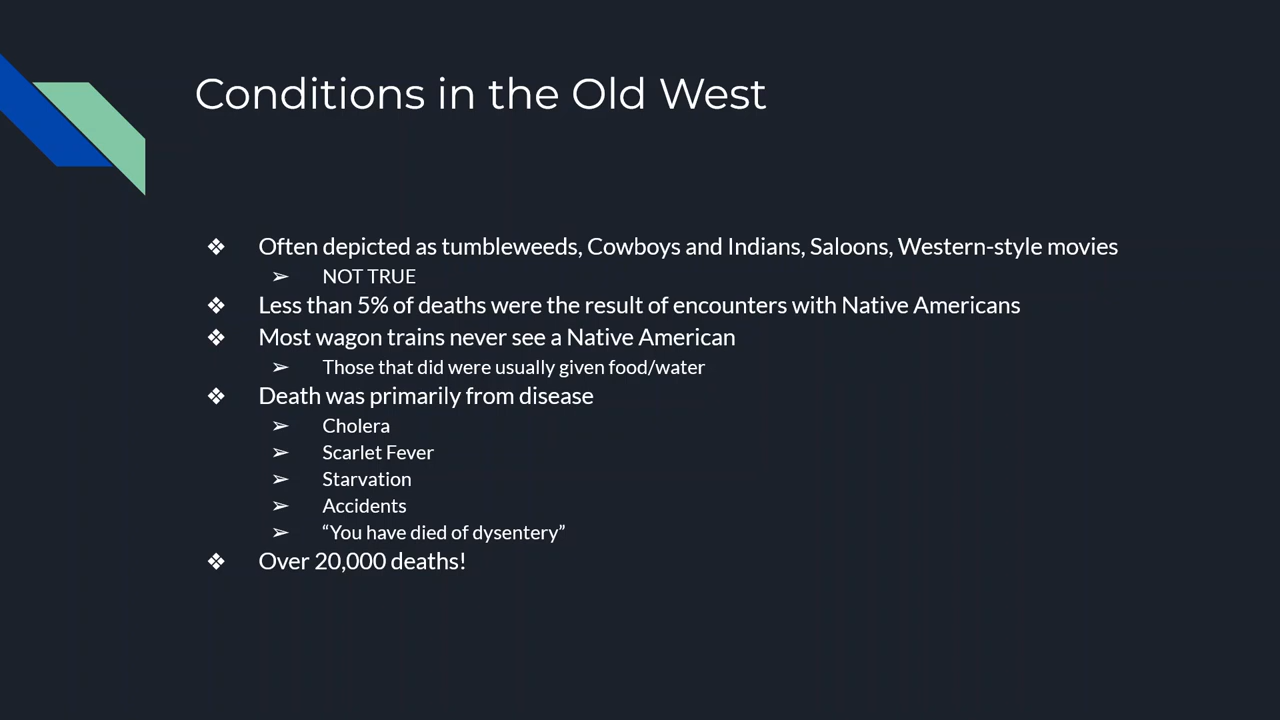 Conditions in the Old West
❖ Often depicted as tumbleweeds, Cowboys and Indians, Saloons, Western-style movies
➢ NOT TRUE
❖ Less than 5% of deaths were the result of encounters with Native Americans
❖ Most wagon trains never see a Native American
➢ Those that did were usually given food/water
❖ Death was primarily from disease
➢ Cholera
➢ Scarlet Fever
➢ Starvation
➢ Accidents
➢ “You have died of dysentery”
❖ Over 20,000 deaths!